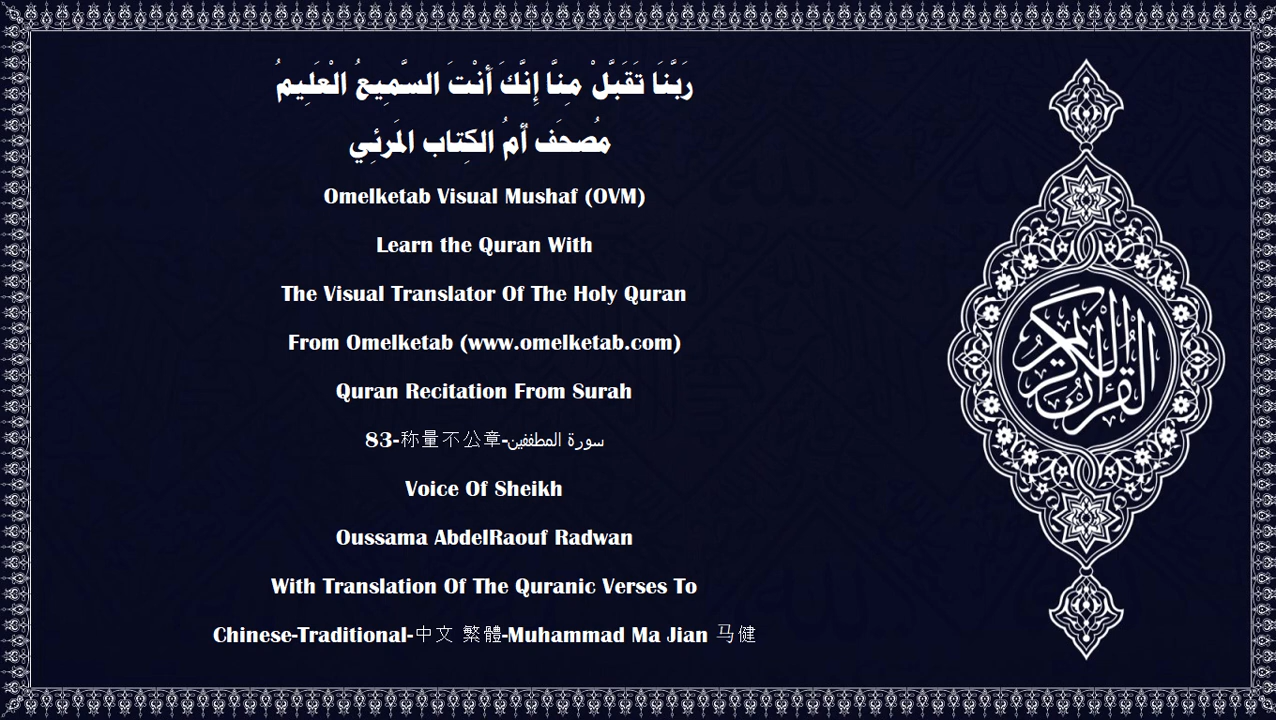 رَبَّنَا تَقَبَّلْ مِنَّا إِنَّكَ أَنْتَ السَّمِيعُ الْعَلِيمُ
مُصحَف أمُ الكِتاب المَرئِي
Omelketab Visual Mushaf (OVM)
Learn the Quran With
The Visual Translator Of The Holy Quran
From Omelketab (www.omelketab.com)
Quran Recitation From Surah
83-称量不公章-سورة المطففين
Voice Of Sheikh
Oussama AbdelRaouf Radwan
With Translation Of The Quranic Verses To
Chinese-Traditional-中文 繁體-Muhammad Ma Jian 马健
القرآن الكريم